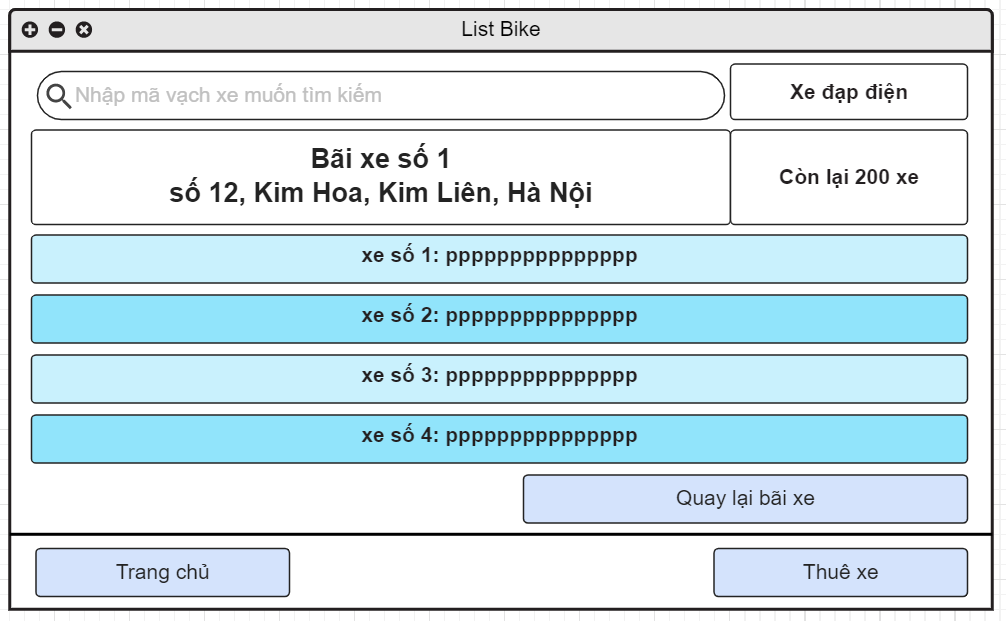 List Bike
Nhập mã vạch xe muốn tìm kiếm
Xe đạp điện
Bãi xe số 1
số 12, Kim Hoa, Kim Liên, Hà Nội
Còn lại 200 xe
xe số 1: ppppppppppppppp
xe số 2: ppppppppppppppp
xe số 3: ppppppppppppppp
xe số 4: ppppppppppppppp
Quay lại bãi xe
Trang chủ
Thuê xe